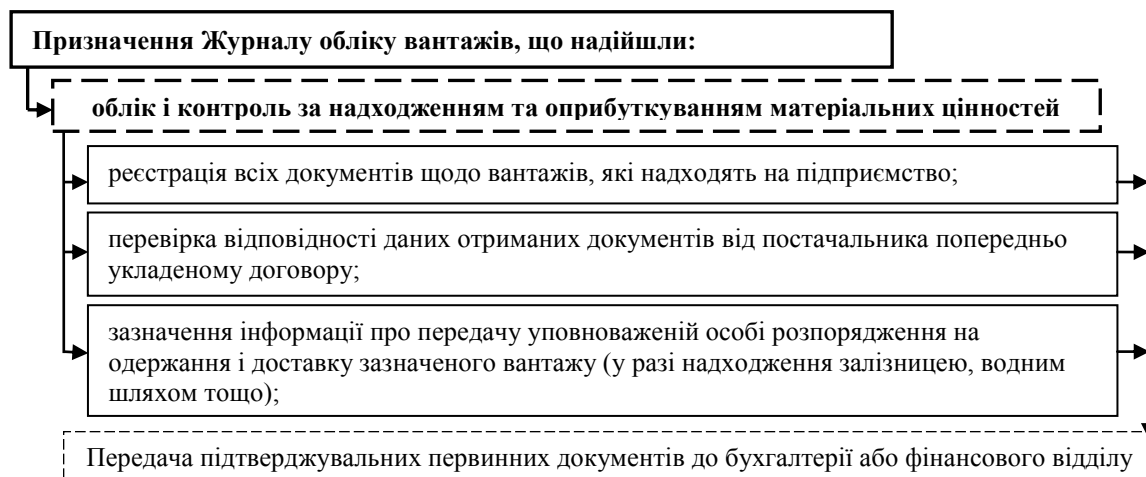 Призначення Журналу обліку вантажів, що надійшли:
облік і контроль за надходженням та оприбуткуванням матеріальних цінностей
реєстрація всіх документів щодо вантажів, які надходять на підприємство;
перевірка відповідності даних отриманих документів від постачальника попередньо
укладеному договору;
зазначення інформації про передачу уповноваженій особі розпорядження на
одержання і доставку зазначеного вантажу (у разі надходження залізницею, водним
шляхом тощо);
Передача підтверджувальних первинних документів до бухгалтерії або фінансового відділу